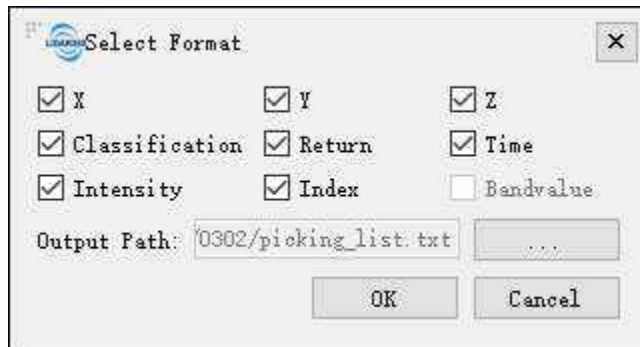 Select Format
X Y Z
Classification Return Time
Intensity Index Bandvalue
Output Path: 0302/picking_list.txt ...
OK Cancel